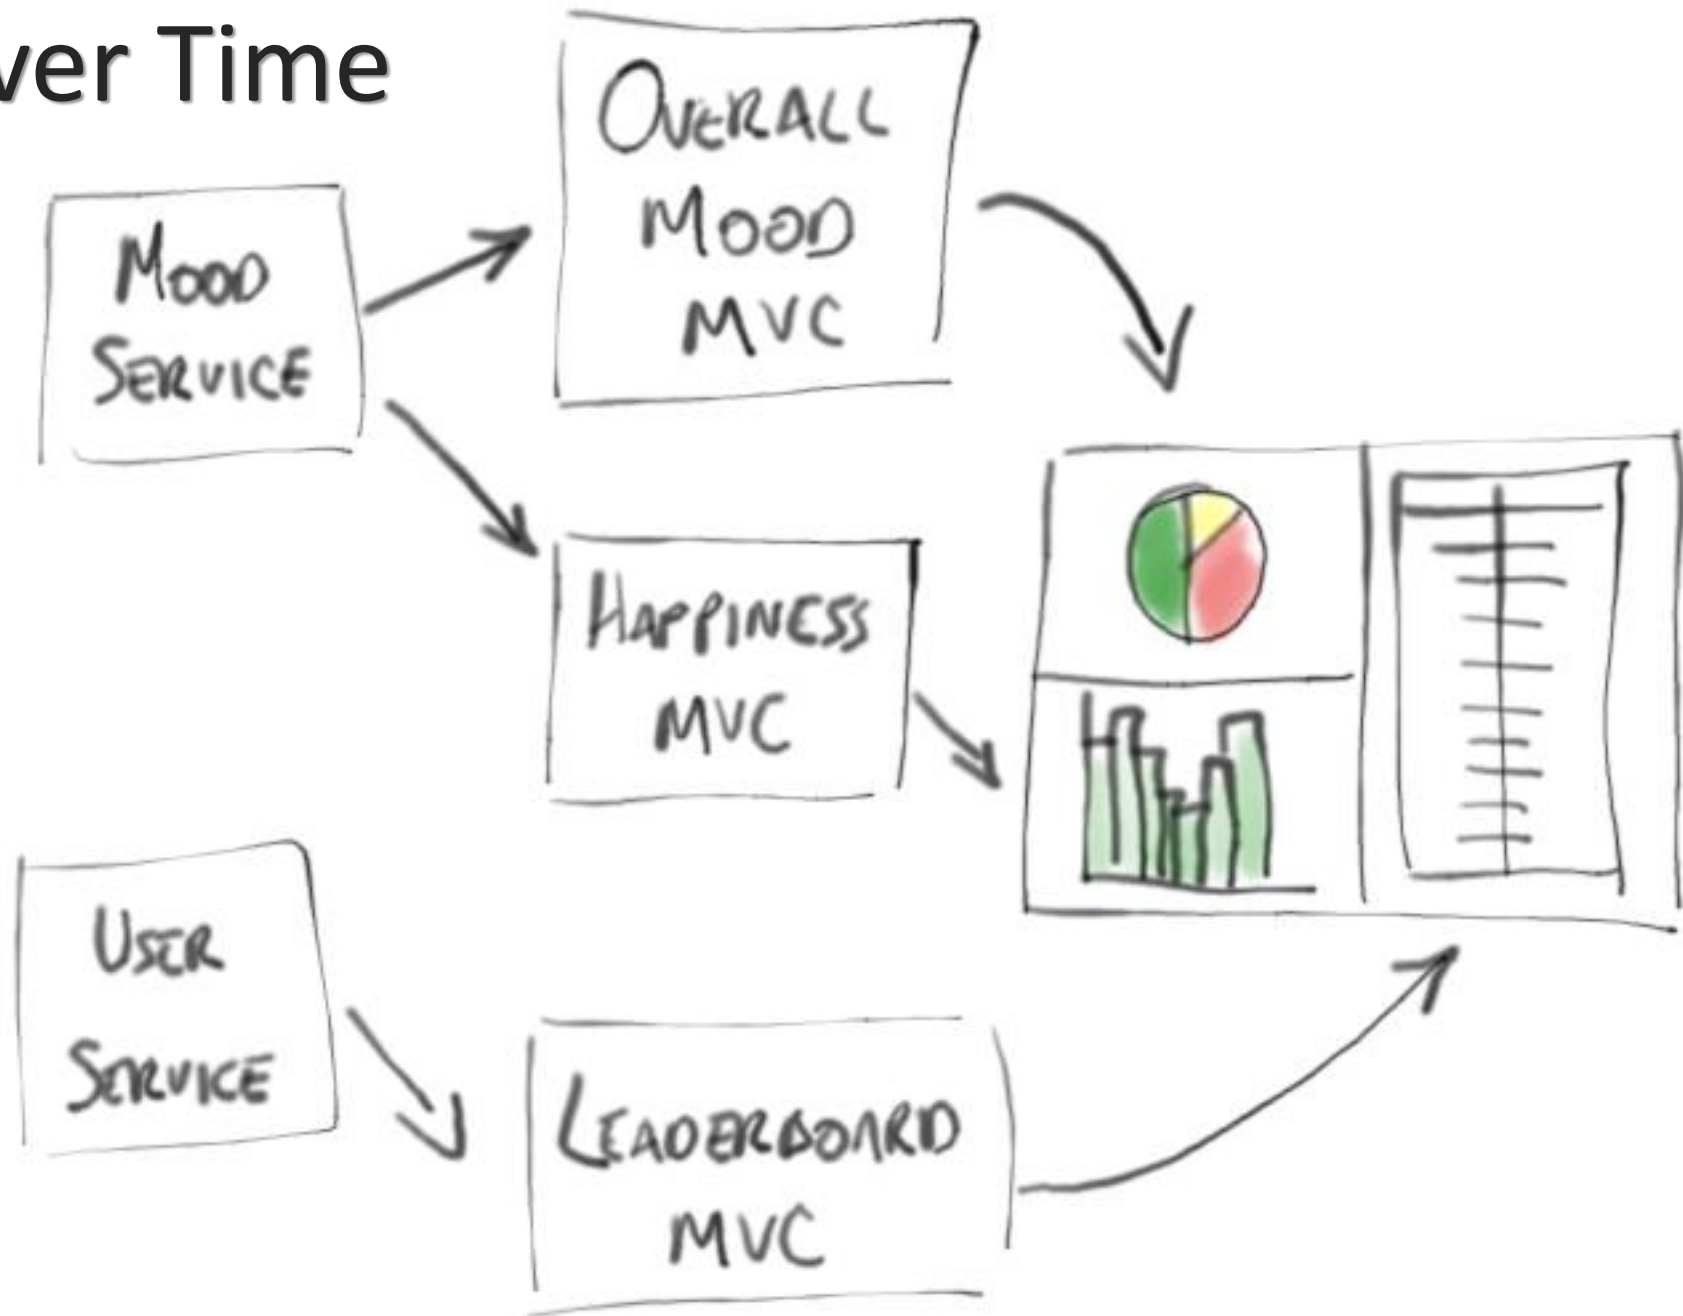 ver Time
OVERALL
MOOD
MVC
MOOD
SERVICE
HAPPINESS
MVC
USER
SERVICE
LEADERBOARD
MVC